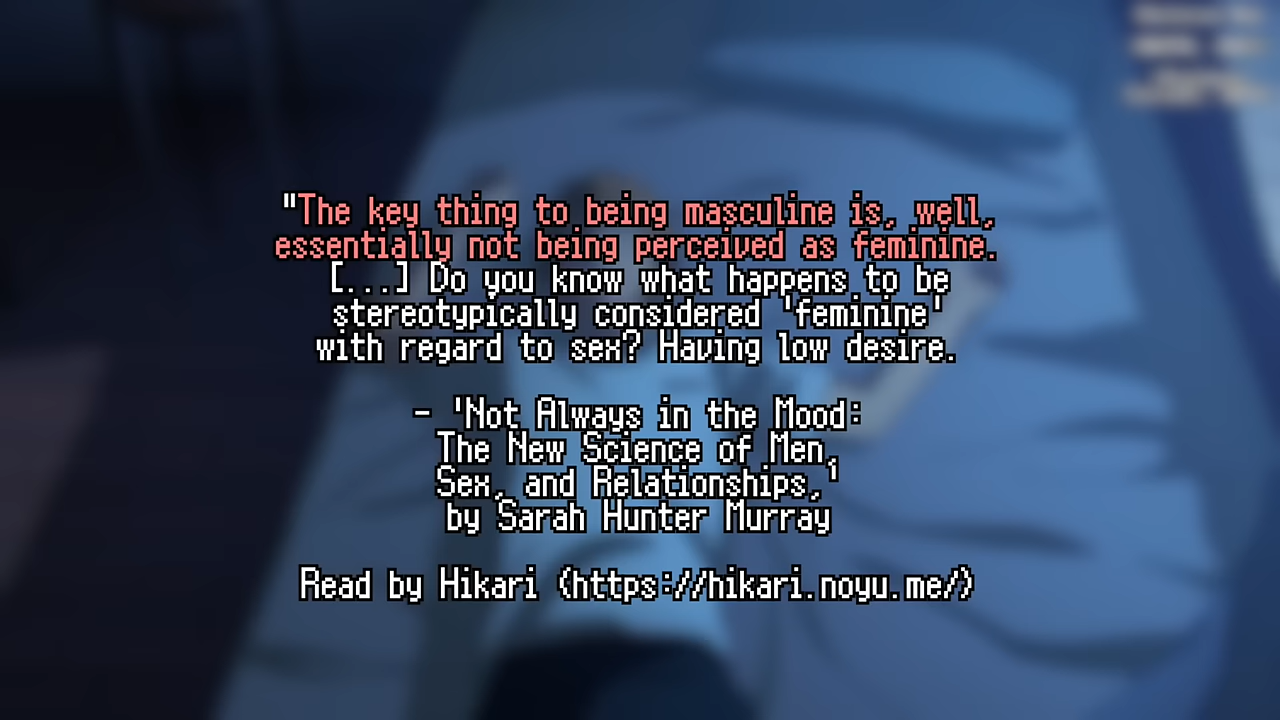 "The key thing to being masculine is, well,
essentially not being perceived as feminine.
[...] Do you know what happens to be
stereotypically considered 'feminine'
with regard to sex? Having low desire.
- 'Not Always in the Mood:
The New Science of Men,
Sex, and Relationships,'
by Sarah Hunter Murray
Read by Hikari (https://hikari.noyu.me/)